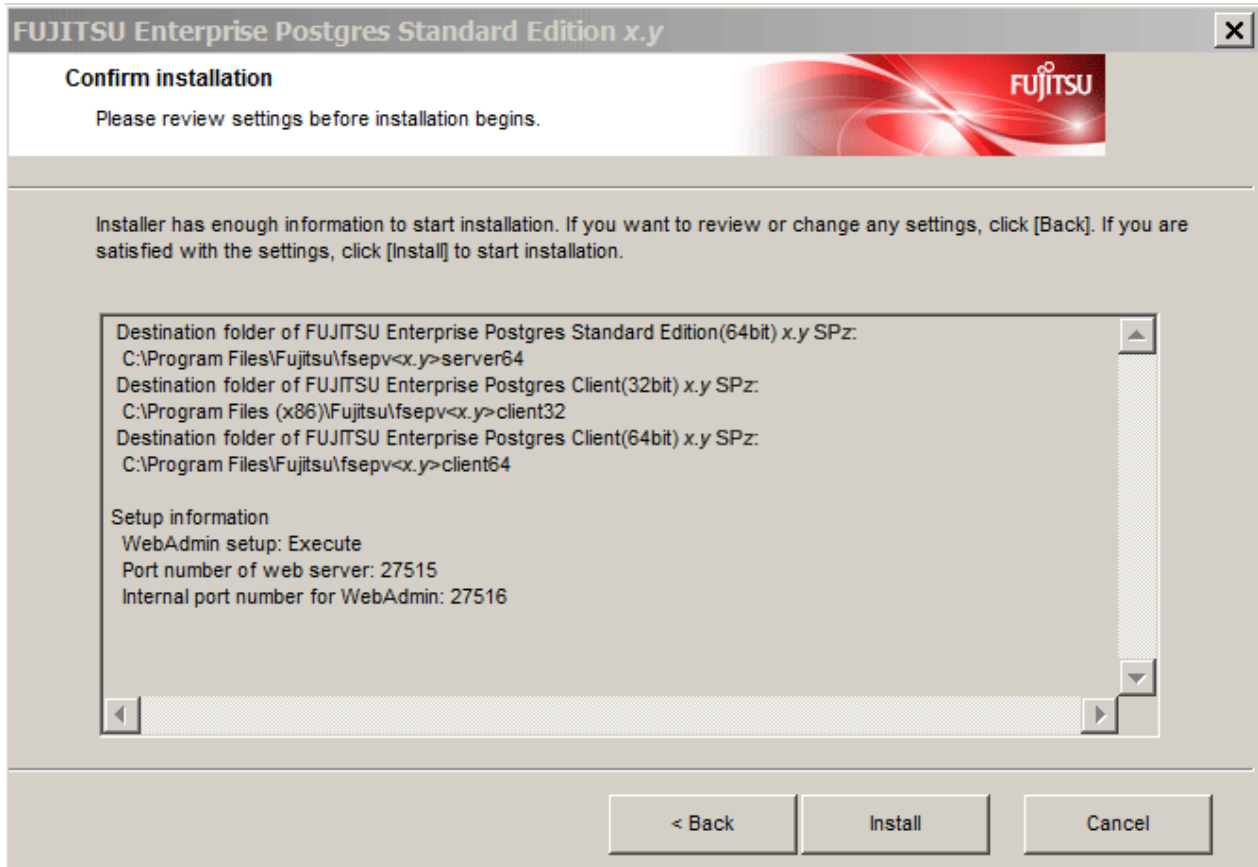 FUJITSU Enterprise Postgres Standard Edition x.y
Confirm installation
Please review settings before installation begins.
FUJITSU
Installer has enough information to start installation. If you want to review or change any settings, click [Back]. If you are
satisfied with the settings, click [Install] to start installation.
Destination folder of FUJITSU Enterprise Postgres Standard Edition(64bit) x.y SPz:
C:\Program Files\Fujitsu\fsepv<x.y>server64
Destination folder of FUJITSU Enterprise Postgres Client(32bit) x.y SPz:
C:\Program Files (x86)\Fujitsu\fsepv<x.y>client32
Destination folder of FUJITSU Enterprise Postgres Client(64bit) x.y SPz:
C:\Program Files\Fujitsu\fsepv<x.y>client64
Setup information
WebAdmin setup: Execute
Port number of web server: 27515
Internal port number for WebAdmin: 27516
< Back
Install
Cancel